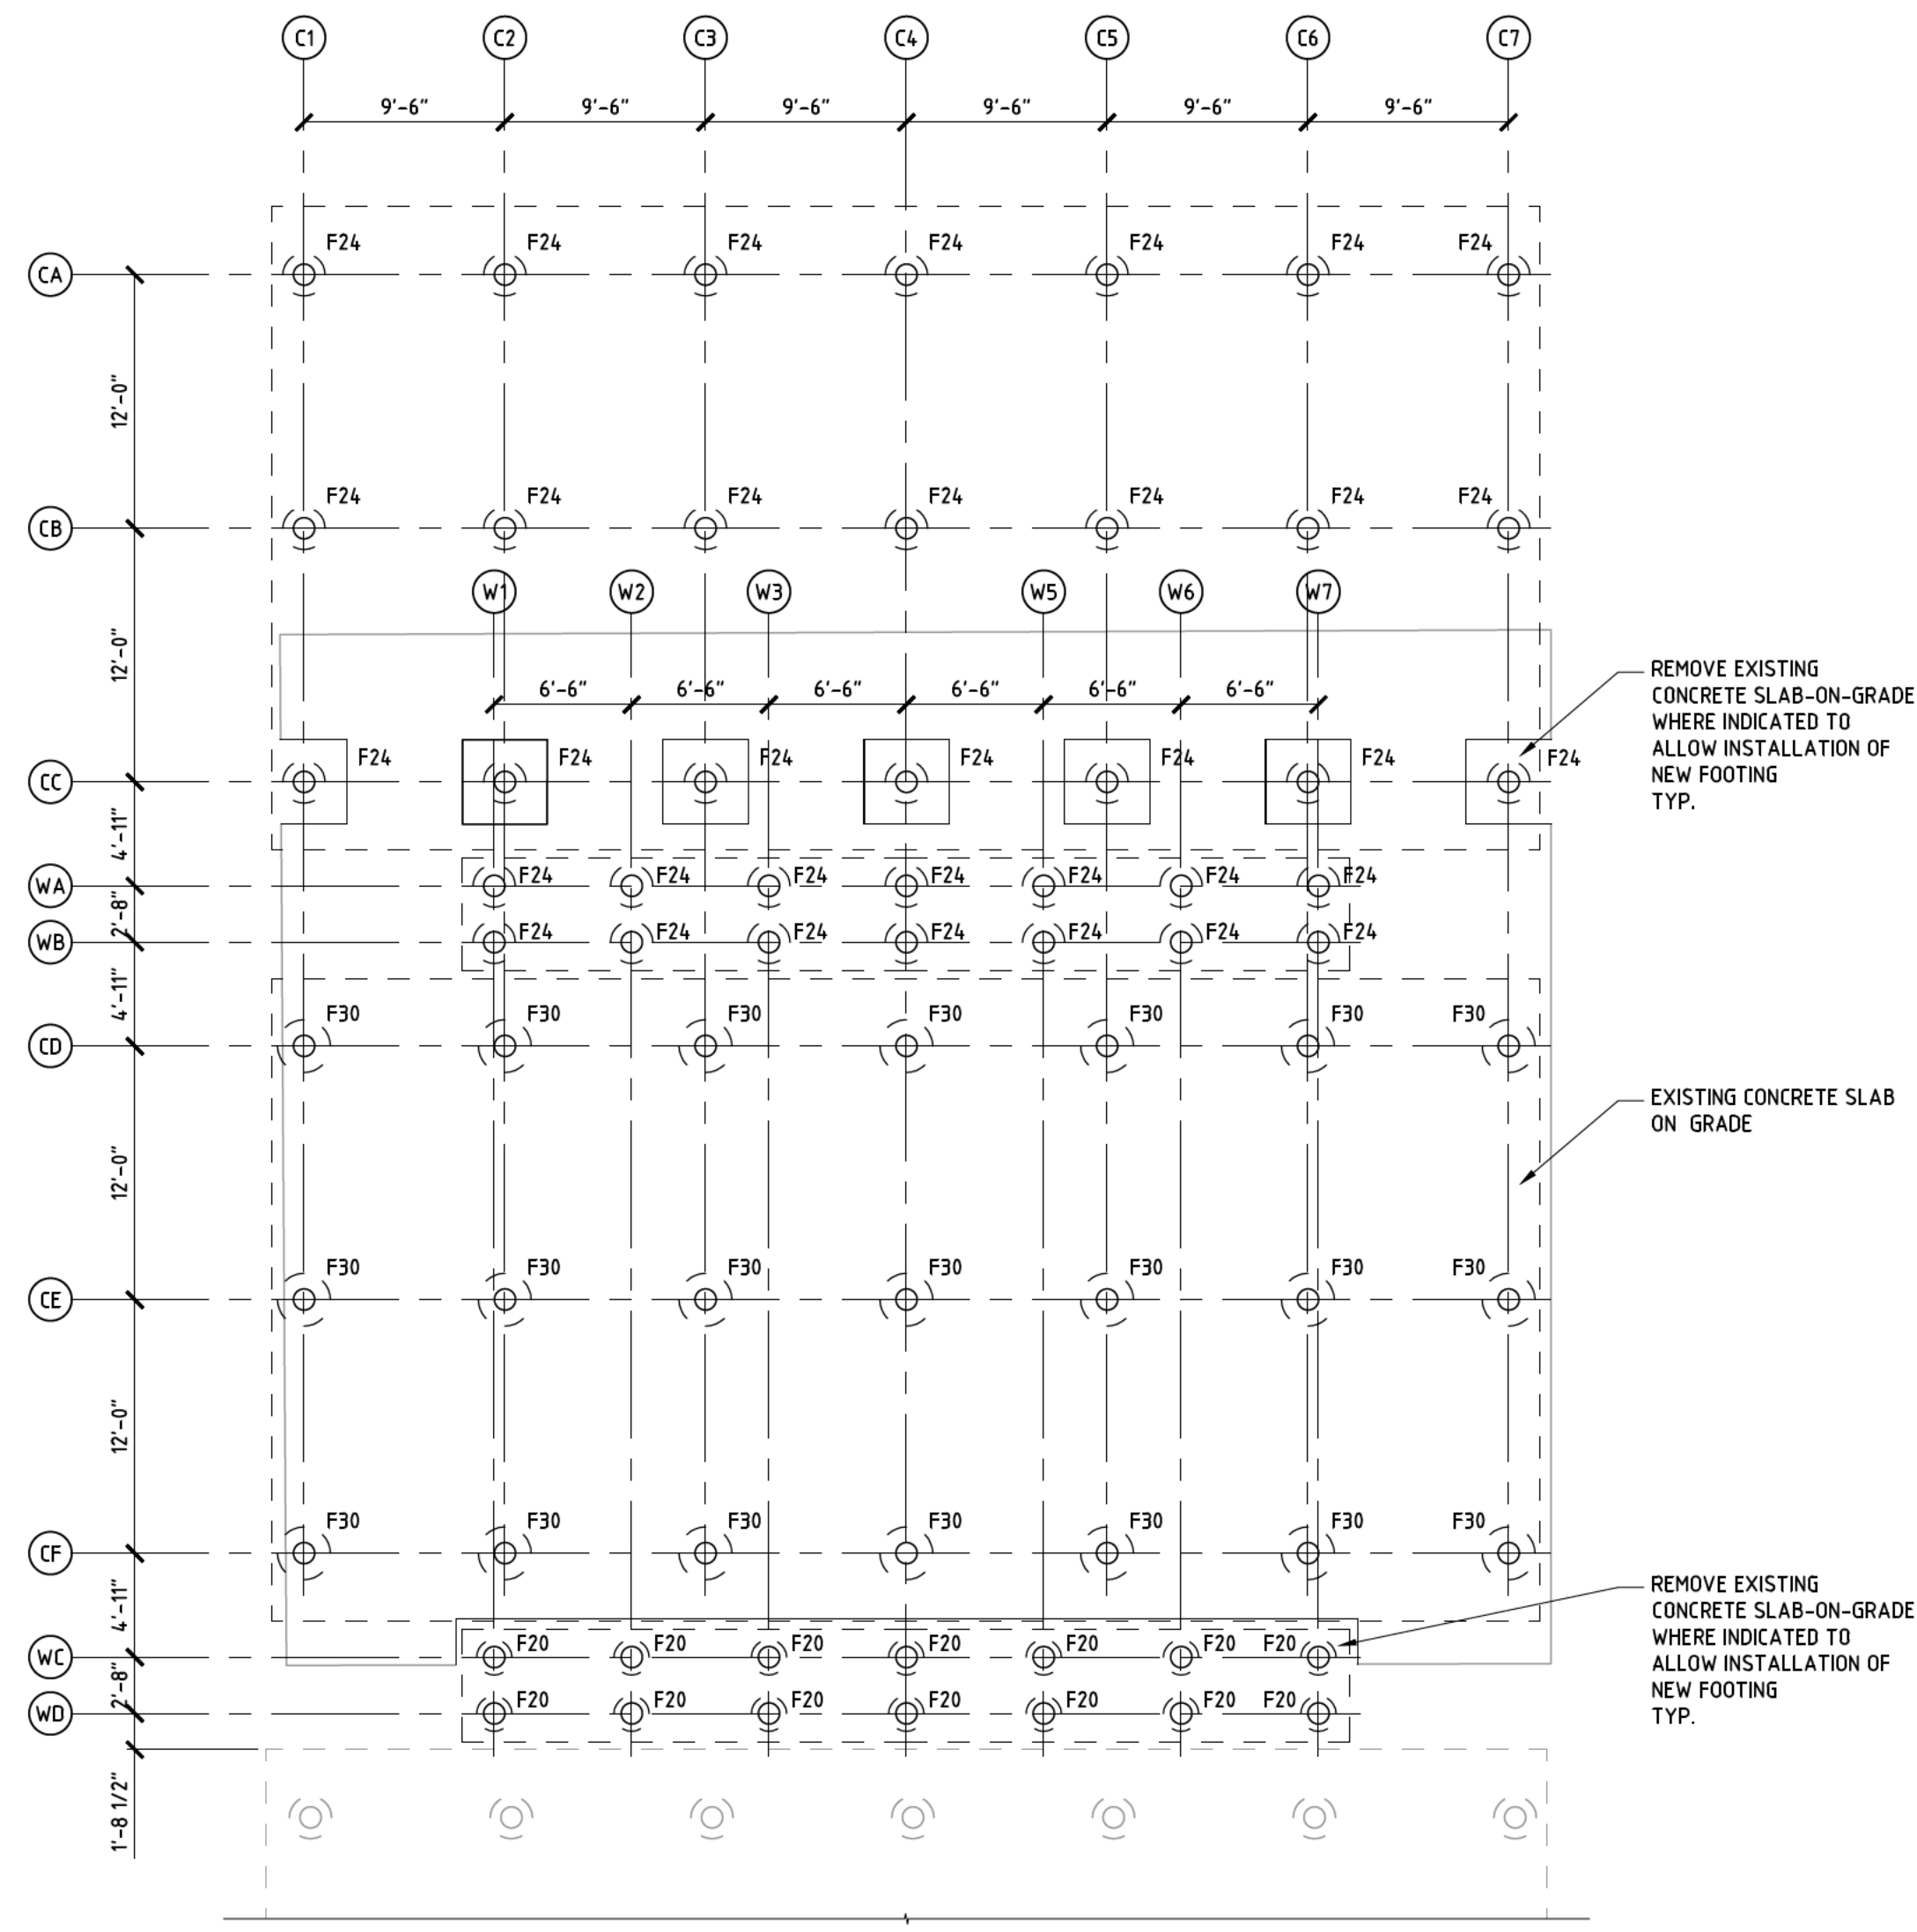 C1 C2 C3 C4 C5 C6 C7
9'-6" 9'-6" 9'-6" 9'-6" 9'-6" 9'-6"
F24 F24 F24 F24 F24 F24 F24
CA
12'-0"
F24 F24 F24 F24 F24 F24 F24
CB
W1 W2 W3 W5 W6 W7
12'-0"
6'-6" 6'-6" 6'-6" 6'-6" 6'-6" 6'-6"
REMOVE EXISTING
CONCRETE SLAB-ON-GRADE
WHERE INDICATED TO
ALLOW INSTALLATION OF
NEW FOOTING
TYP.
F24 F24 F24 F24 F24 F24 F24
CC
4'-11"
WA F24 F24 F24 F24 F24 F24 F24
2'-8"
WB F24 F24 F24 F24 F24 F24 F24
4'-11"
F30 F30 F30 F30 F30 F30 F30
CD
EXISTING CONCRETE SLAB
ON GRADE
12'-0"
F30 F30 F30 F30 F30 F30 F30
CE
12'-0"
F30 F30 F30 F30 F30 F30 F30
CF
4'-11"
REMOVE EXISTING
CONCRETE SLAB-ON-GRADE
WHERE INDICATED TO
ALLOW INSTALLATION OF
NEW FOOTING
TYP.
WC F20 F20 F20 F20 F20 F20 F20
2'-8"
WD F20 F20 F20 F20 F20 F20 F20
1'-8 1/2"